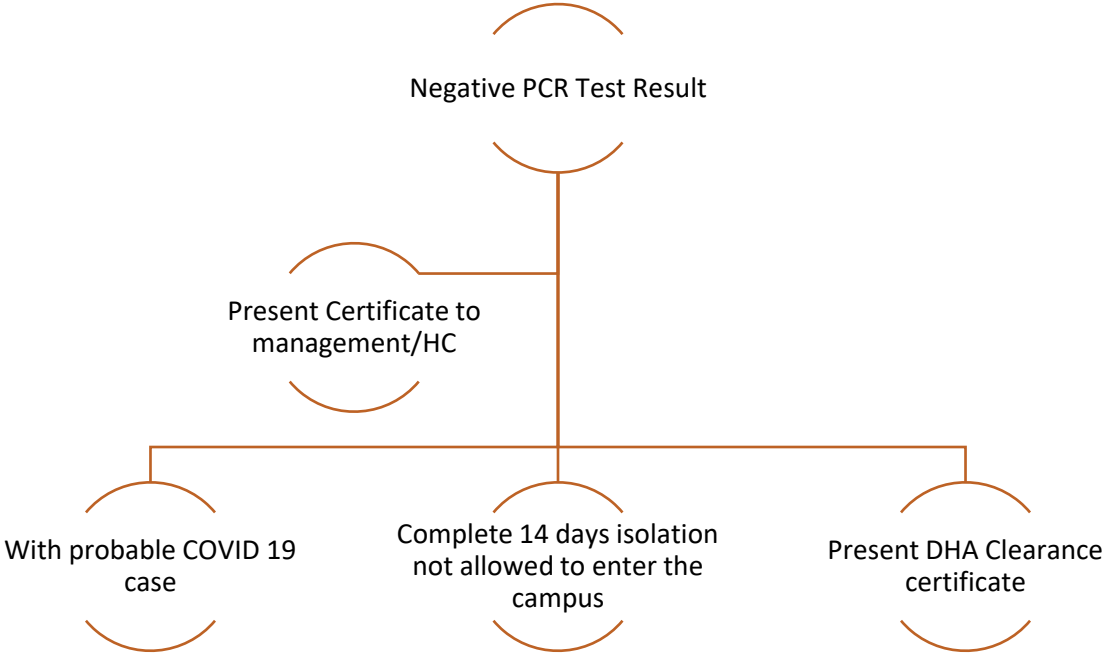 Negative PCR Test Result
Present Certificate to
management/HC
With probable COVID 19
case
Complete 14 days isolation
not allowed to enter the
campus
Present DHA Clearance
certificate